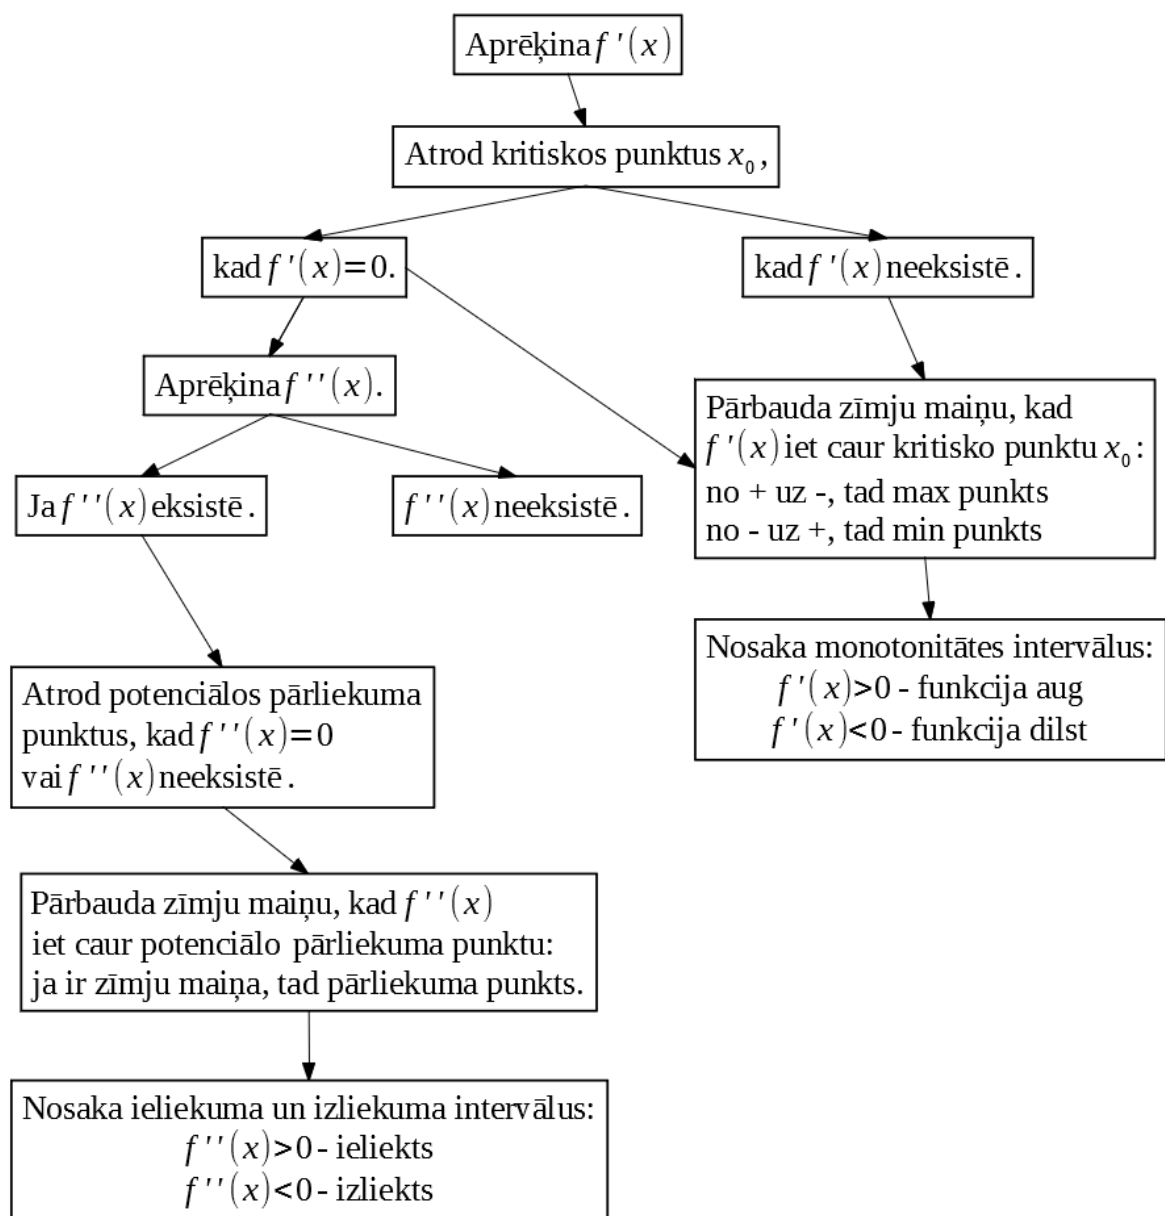 Aprēķina f '(x)
Atrod kritiskos punktus x₀,
kad f '(x)=0.
kad f '(x) neeksistē.
Aprēķina f ''(x).
Pārbauda zīmju maiņu, kad
f '(x) iet caur kritisko punktu x₀:
no + uz -, tad max punkts
no - uz +, tad min punkts
Ja f ''(x) eksistē.
f ''(x) neeksistē.
Nosaka monotonitātes intervālus:
f '(x)>0 - funkcija aug
f '(x)<0 - funkcija dilst
Atrod potenciālos pārliekuma
punktus, kad f ''(x)=0
vai f ''(x) neeksistē.
Pārbauda zīmju maiņu, kad f ''(x)
iet caur potenciālo pārliekuma punktu:
ja ir zīmju maiņa, tad pārliekuma punkts.
Nosaka ieliekuma un izliekuma intervālus:
f ''(x)>0 - ieliekts
f ''(x)<0 - izliekts